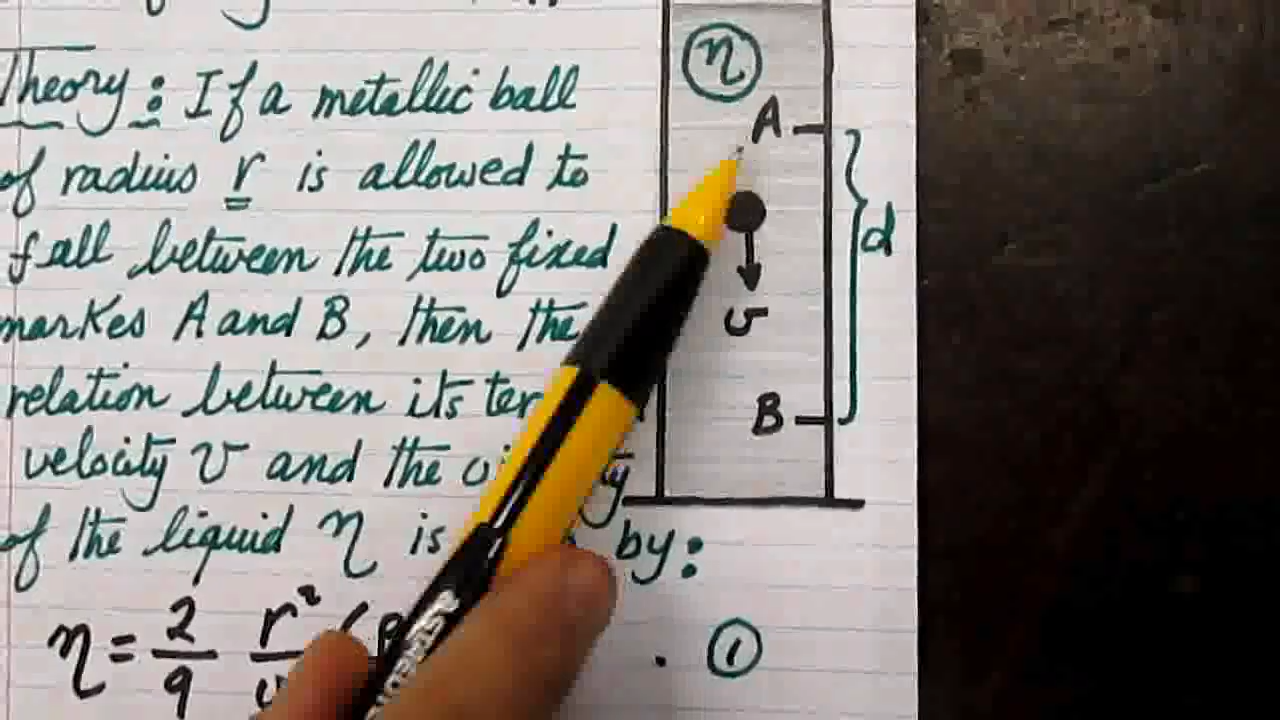 Theory: If a metallic ball
of radius r is allowed to
fall between the two fixed
markes A and B, then the
relation between its
velocity v and the
of the liquid η is by:
η = 2/9 r²
① 
η
A
d
v
B